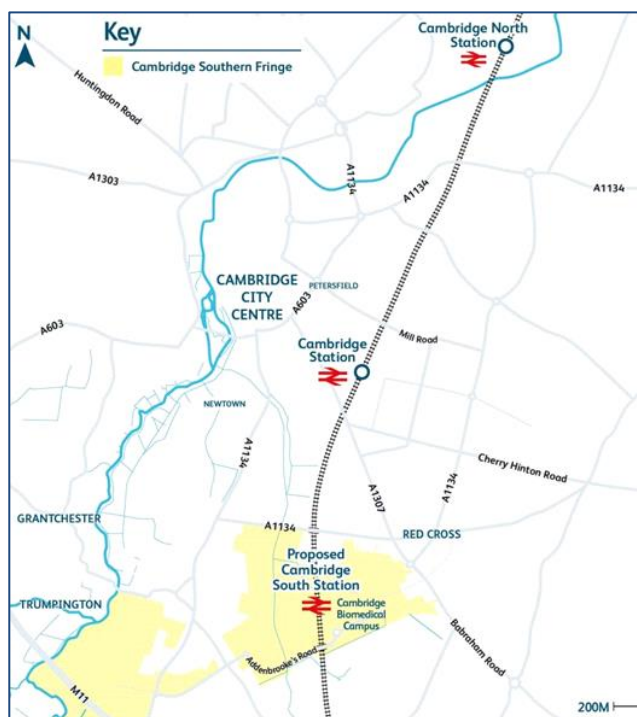 N
Key
Cambridge Southern Fringe
Cambridge North
Station
Huntingdon Road
A1303
A1134
A1134
A1134
CAMBRIDGE
CITY
CENTRE
PETERSFIELD
A603
A603
Mill Road
Cambridge
Station
NEWTOWN
A1134
Cherry Hinton Road
A1134
A1307
GRANTCHESTER
A1134
RED CROSS
Proposed
Cambridge
South Station
TRUMPINGTON
Cambridge
Biomedical
Campus
Addenbrooke's Road
Babraham Road
M11
200M